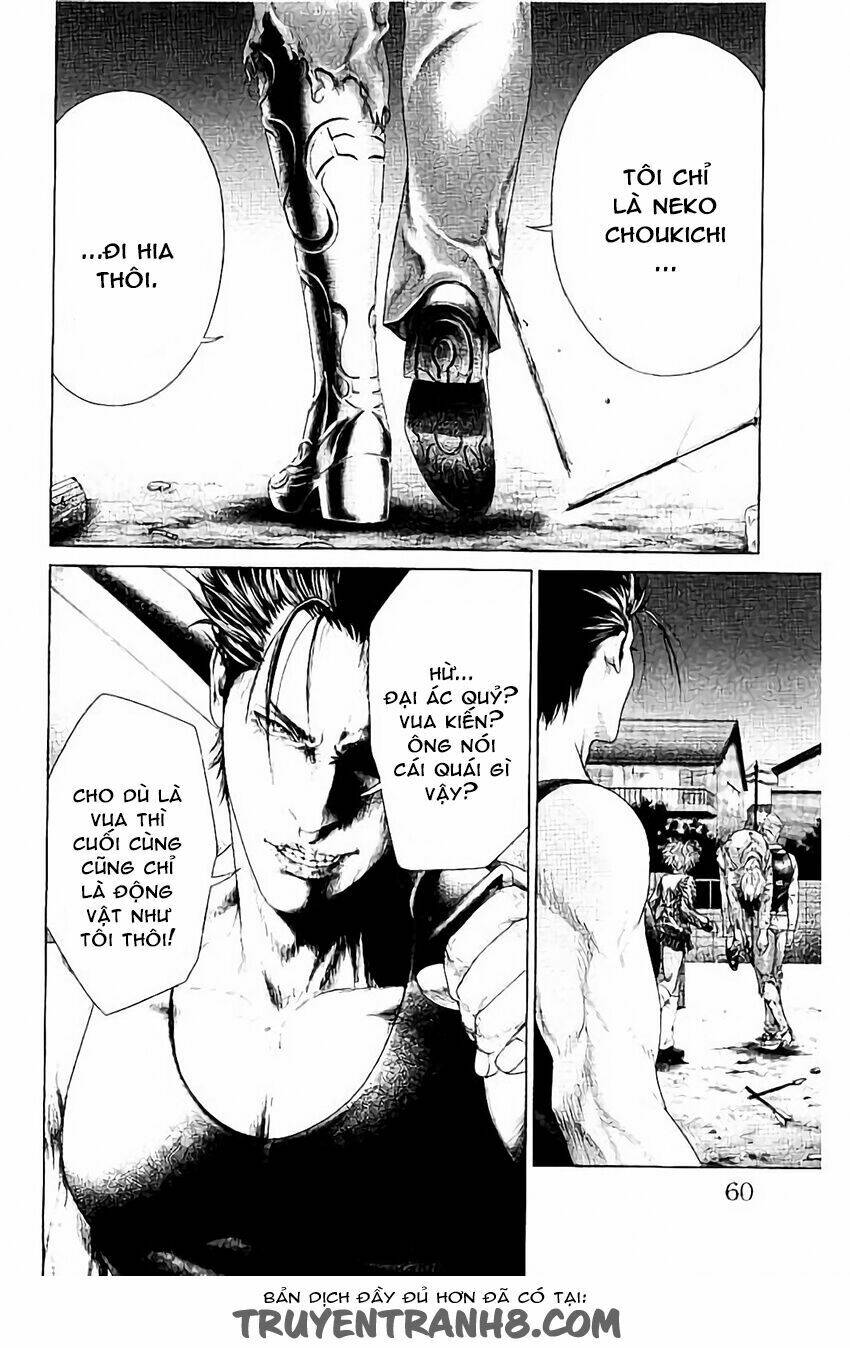 TÔI CHỈ
LÀ NEKO
CHOUKICHI
...
...ĐI HIA
THÔI.
HỪ...
ĐẠI ÁC QUỶ?
VUA KIẾN?
ÔNG NÓI
CÁI QUÁI GÌ
VẬY?
CHO DÙ LÀ
VUA THÌ
CUỐI CÙNG
CŨNG CHỈ
LÀ ĐỘNG
VẬT NHƯ
TÔI THÔI!
60
BẢN DỊCH ĐẦY ĐỦ HƠN ĐÃ CÓ TẠI:
TRUYENTRANH8.COM